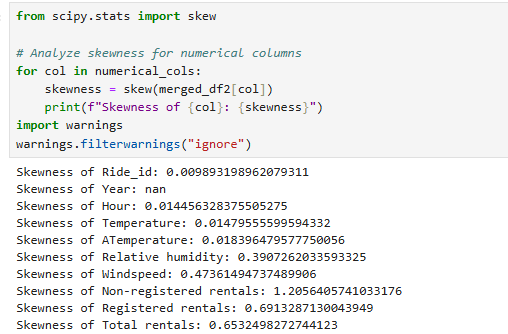 from scipy.stats import skew
# Analyze skewness for numerical columns
for col in numerical_cols:
    skewness = skew(merged_df2[col])
    print(f"Skewness of {col}: {skewness}")
import warnings
warnings.filterwarnings("ignore")
Skewness of Ride_id: 0.009893198962079311
Skewness of Year: nan
Skewness of Hour: 0.014456328375505275
Skewness of Temperature: 0.01479555599594332
Skewness of ATemperature: 0.018396479577750056
Skewness of Relative humidity: 0.3907262033593325
Skewness of Windspeed: 0.47361494737489906
Skewness of Non-registered rentals: 1.2056405741033176
Skewness of Registered rentals: 0.6913287130043949
Skewness of Total rentals: 0.6532498272744123